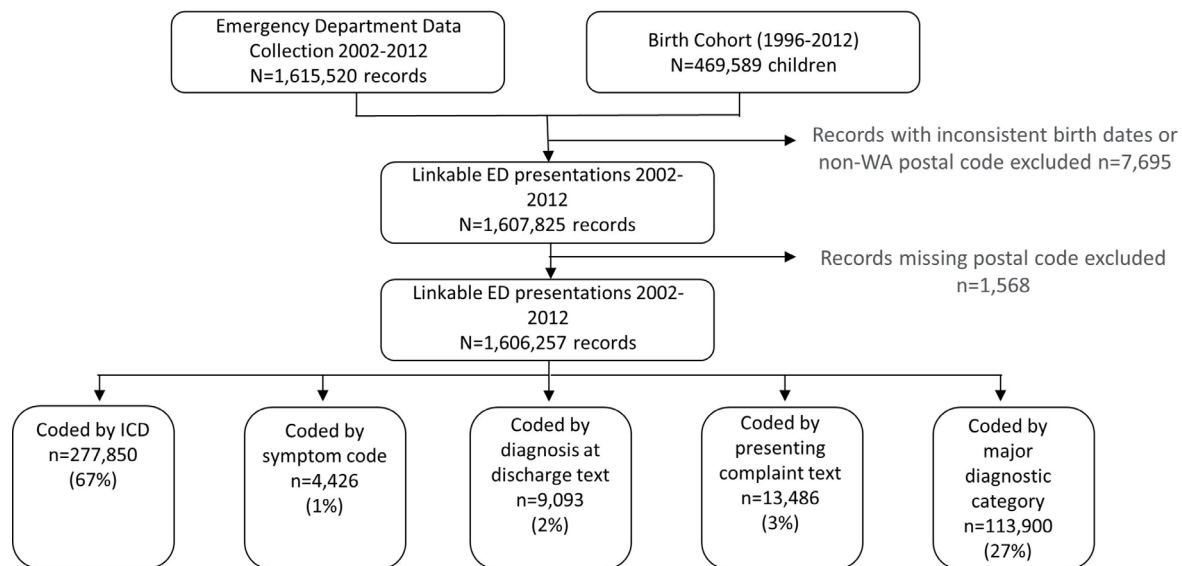 Emergency Department Data
Collection 2002-2012
N=1,615,520 records
Birth Cohort (1996-2012)
N=469,589 children
Records with inconsistent birth dates or
non-WA postal code excluded n=7,695
Linkable ED presentations 2002-
2012
N=1,607,825 records
Records missing postal code excluded
n=1,568
Linkable ED presentations 2002-
2012
N=1,606,257 records
Coded by ICD
n=277,850
(67%)
Coded by
symptom code
n=4,426
(1%)
Coded by
diagnosis at
discharge text
n=9,093
(2%)
Coded by
presenting
complaint text
n=13,486
(3%)
Coded by
major
diagnostic
category
n=113,900
(27%)